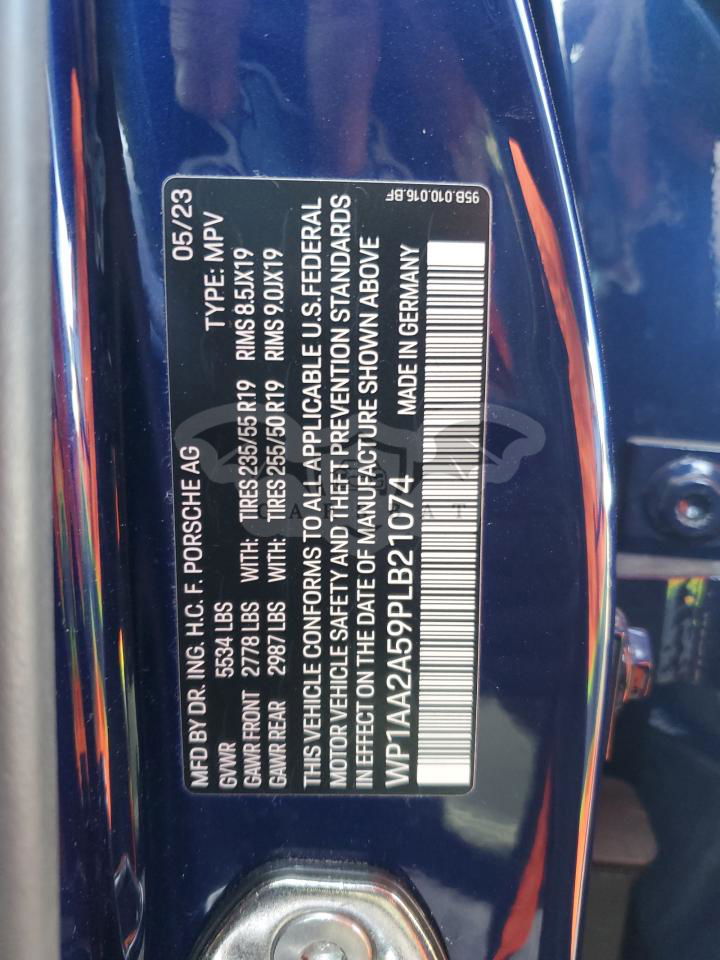 MFD BY DR. ING. H.C. F. PORSCHE AG 05/23
GVWR 5534 LBS TYPE: MPV
GAWR FRONT 2778 LBS WITH: TIRES 235/55 R19 RIMS 8.5JX19
GAWR REAR 2987 LBS WITH: TIRES 255/50 R19 RIMS 9.0JX19
THIS VEHICLE CONFORMS TO ALL APPLICABLE U.S. FEDERAL
MOTOR VEHICLE SAFETY AND THEFT PREVENTION STANDARDS
IN EFFECT ON THE DATE OF MANUFACTURE SHOWN ABOVE
WP1AA2A59PLB21074 MADE IN GERMANY
95B.010.016.BF